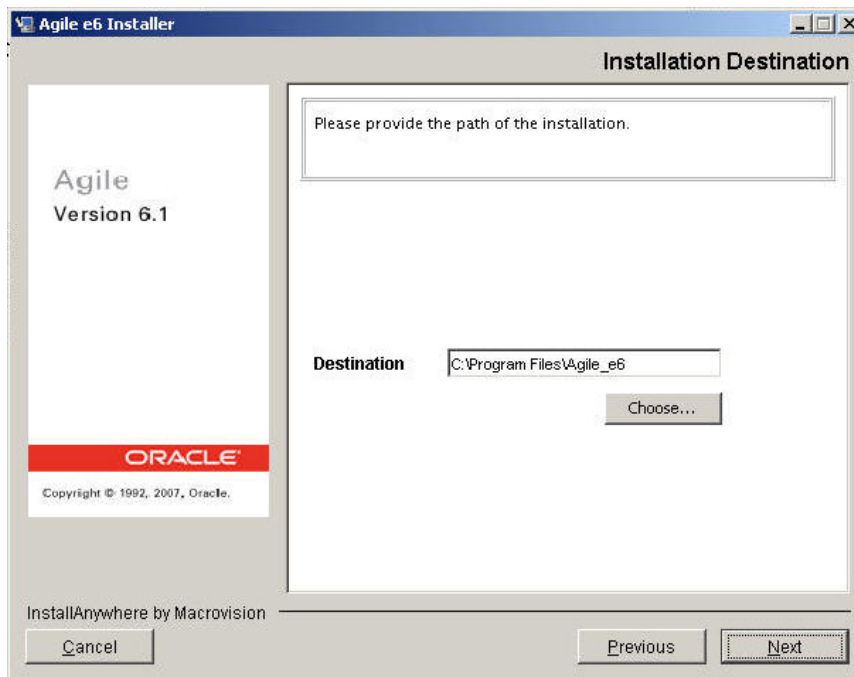 Agile e6 Installer
Installation Destination
Please provide the path of the installation.
Agile
Version 6.1
Destination
C:\Program Files\Agile_e6
Choose...
ORACLE
Copyright © 1992, 2007, Oracle.
InstallAnywhere by Macrovision
Cancel
Previous
Next